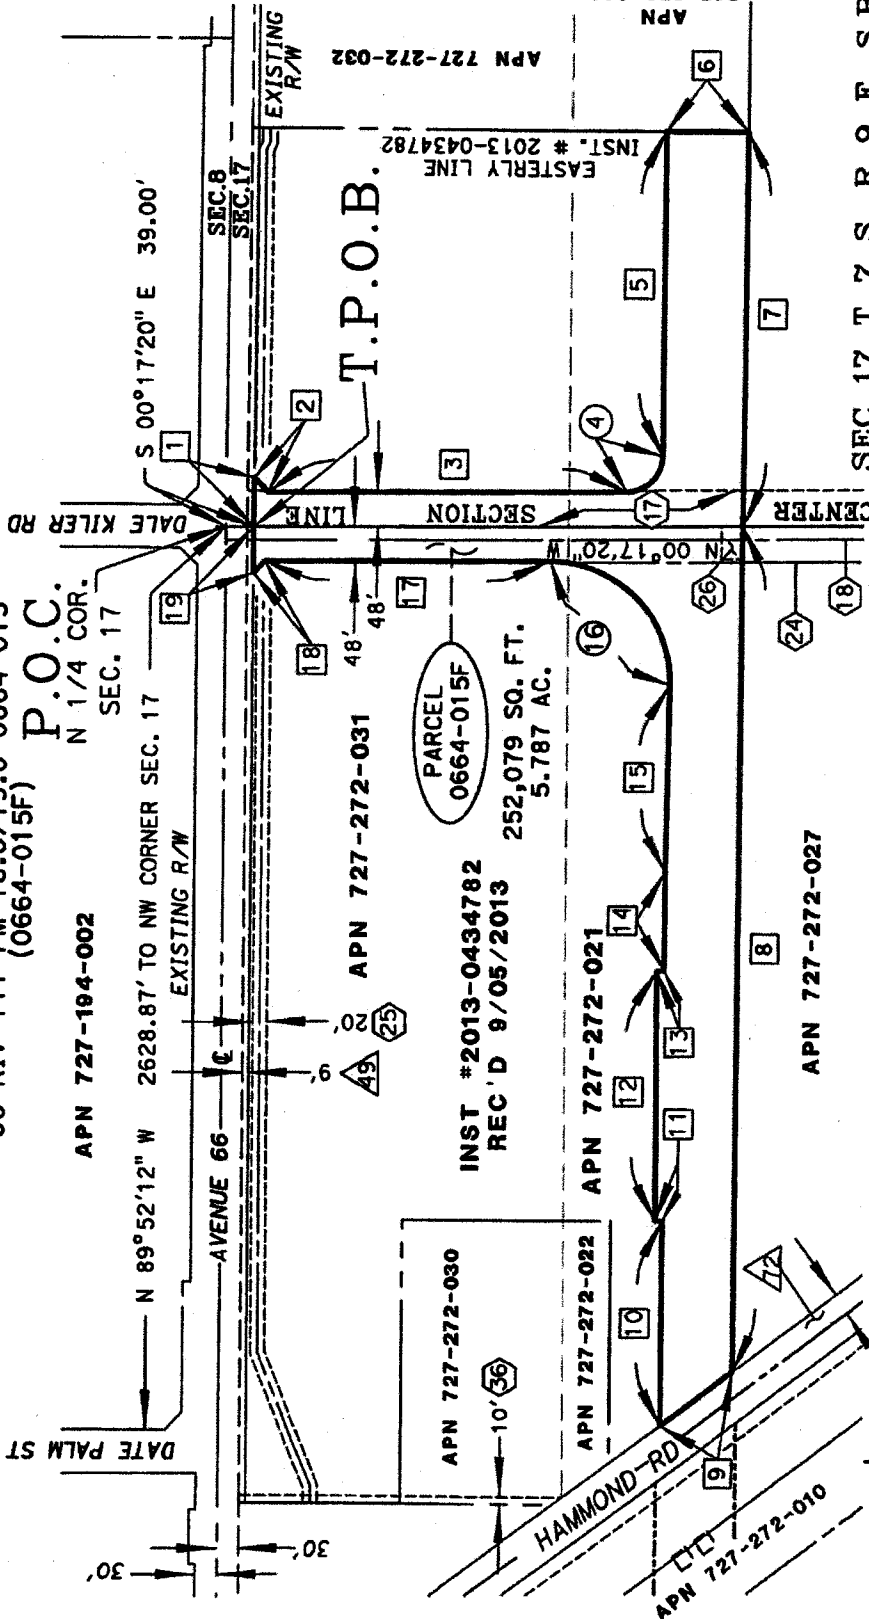 (0664-015F)
P.O.C.
N 1/4 COR.
SEC. 17
APN 727-194-002
S 00°17'20" E 39.00'
N 89°52'12" W 2628.87' TO NW CORNER SEC. 17
EXISTING R/W
DATE PALM ST
DALE KILER RD
AVENUE 66
℄
SEC.8
SEC.17
EXISTING
R/W
30'
30'
9'
49
20'
25
1
2
19
18
T.P.O.B.
APN 727-272-032
EASTERLY LINE
INST. # 2013-0434782
APN
6
5
4
3
7
17
CENTER
SECTION
LINE
N 00°17'20" W
48'
48'
17
16
26
24
18
APN 727-272-031
PARCEL
0664-015F
252,079 SQ. FT.
5.787 AC.
INST #2013-0434782
REC'D 9/05/2013
APN 727-272-021
15
14
13
12
11
10
9
8
APN 727-272-030
10'
36
APN 727-272-022
APN 727-272-027
72
HAMMOND RD
APN 727-272-010